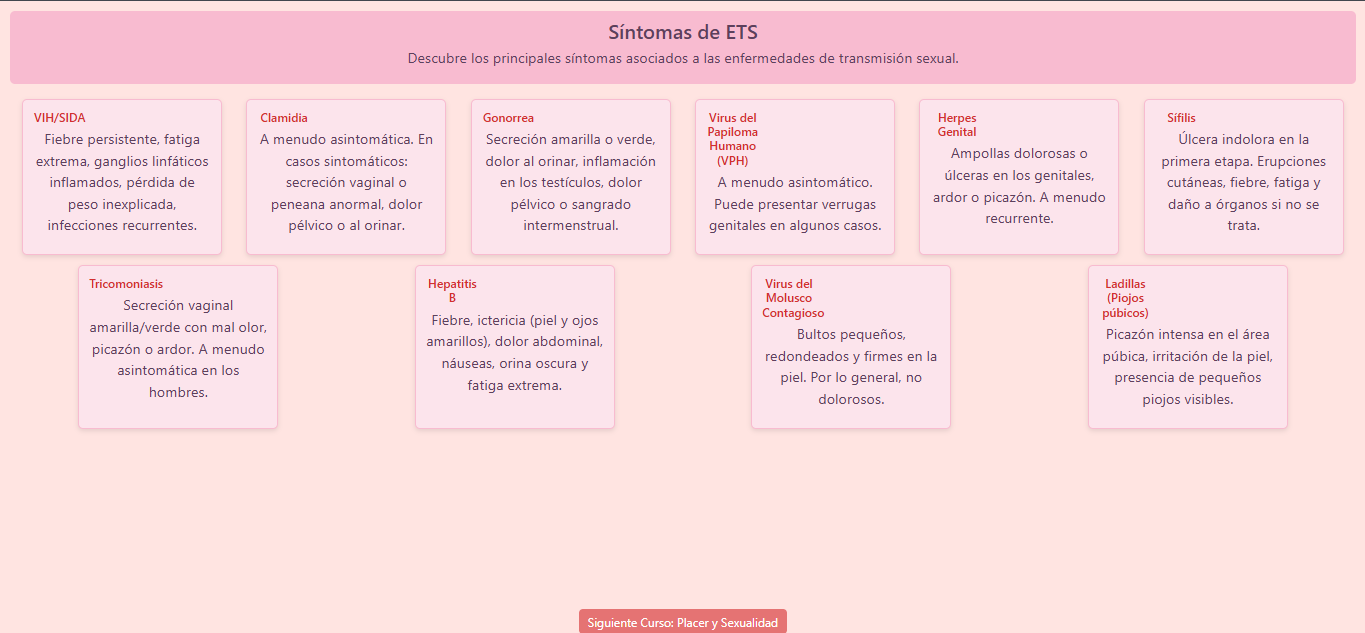 Síntomas de ETS
Descubre los principales síntomas asociados a las enfermedades de transmisión sexual.
VIH/SIDA
Fiebre persistente, fatiga
extrema, ganglios linfáticos
inflamados, pérdida de
peso inexplicada,
infecciones recurrentes.
Clamidia
A menudo asintomática. En
casos sintomáticos:
secreción vaginal o
peneana anormal, dolor
pélvico o al orinar.
Gonorrea
Secreción amarilla o verde,
dolor al orinar, inflamación
en los testículos, dolor
pélvico o sangrado
intermenstrual.
Virus del
Papiloma
Humano
(VPH)
A menudo asintomático.
Puede presentar verrugas
genitales en algunos casos.
Herpes
Genital
Ampollas dolorosas o
úlceras en los genitales,
ardor o picazón. A menudo
recurrente.
Sífilis
Úlcera indolora en la
primera etapa. Erupciones
cutáneas, fiebre, fatiga y
daño a órganos si no se
trata.
Tricomoniasis
Secreción vaginal
amarilla/verde con mal olor,
picazón o ardor. A menudo
asintomática en los
hombres.
Hepatitis
B
Fiebre, ictericia (piel y ojos
amarillos), dolor abdominal,
náuseas, orina oscura y
fatiga extrema.
Virus del
Molusco
Contagioso
Bultos pequeños,
redondeados y firmes en la
piel. Por lo general, no
dolorosos.
Ladillas
(Piojos
púbicos)
Picazón intensa en el área
púbica, irritación de la piel,
presencia de pequeños
piojos visibles.
Siguiente Curso: Placer y Sexualidad